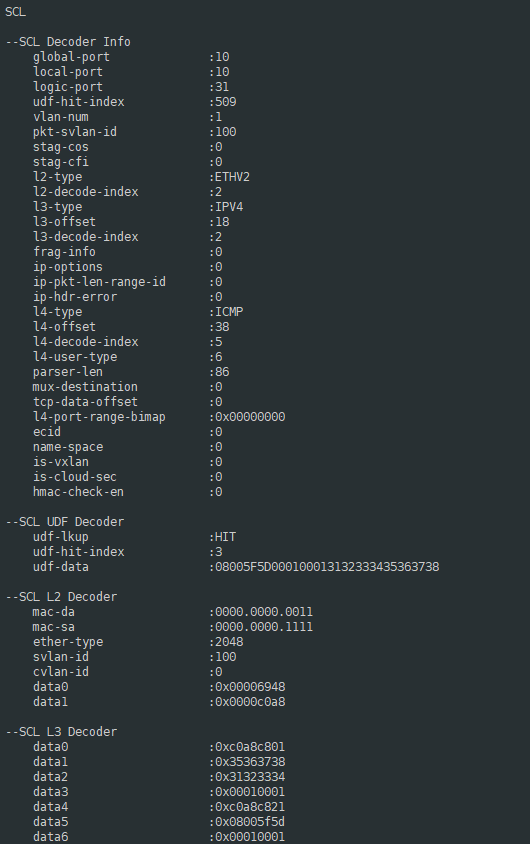 SCL
--SCL Decoder Info
global-port :10
local-port :10
logic-port :31
udf-hit-index :509
vlan-num :1
pkt-svlan-id :100
stag-cos :0
stag-cfi :0
l2-type :ETHV2
l2-decode-index :2
l3-type :IPV4
l3-offset :18
l3-decode-index :2
frag-info :0
ip-options :0
ip-pkt-len-range-id :0
ip-hdr-error :0
l4-type :ICMP
l4-offset :38
l4-decode-index :5
l4-user-type :6
parser-len :86
mux-destination :0
tcp-data-offset :0
l4-port-range-bimap :0x00000000
ecid :0
name-space :0
is-vxlan :0
is-cloud-sec :0
hmac-check-en :0
--SCL UDF Decoder
udf-lkup :HIT
udf-hit-index :3
udf-data :08005F5D000100013132333435363738
--SCL L2 Decoder
mac-da :0000.0000.0011
mac-sa :0000.0000.1111
ether-type :2048
svlan-id :100
cvlan-id :0
data0 :0x00006948
data1 :0x0000c0a8
--SCL L3 Decoder
data0 :0xc0a8c801
data1 :0x35363738
data2 :0x31323334
data3 :0x00010001
data4 :0xc0a8c821
data5 :0x08005f5d
data6 :0x00010001